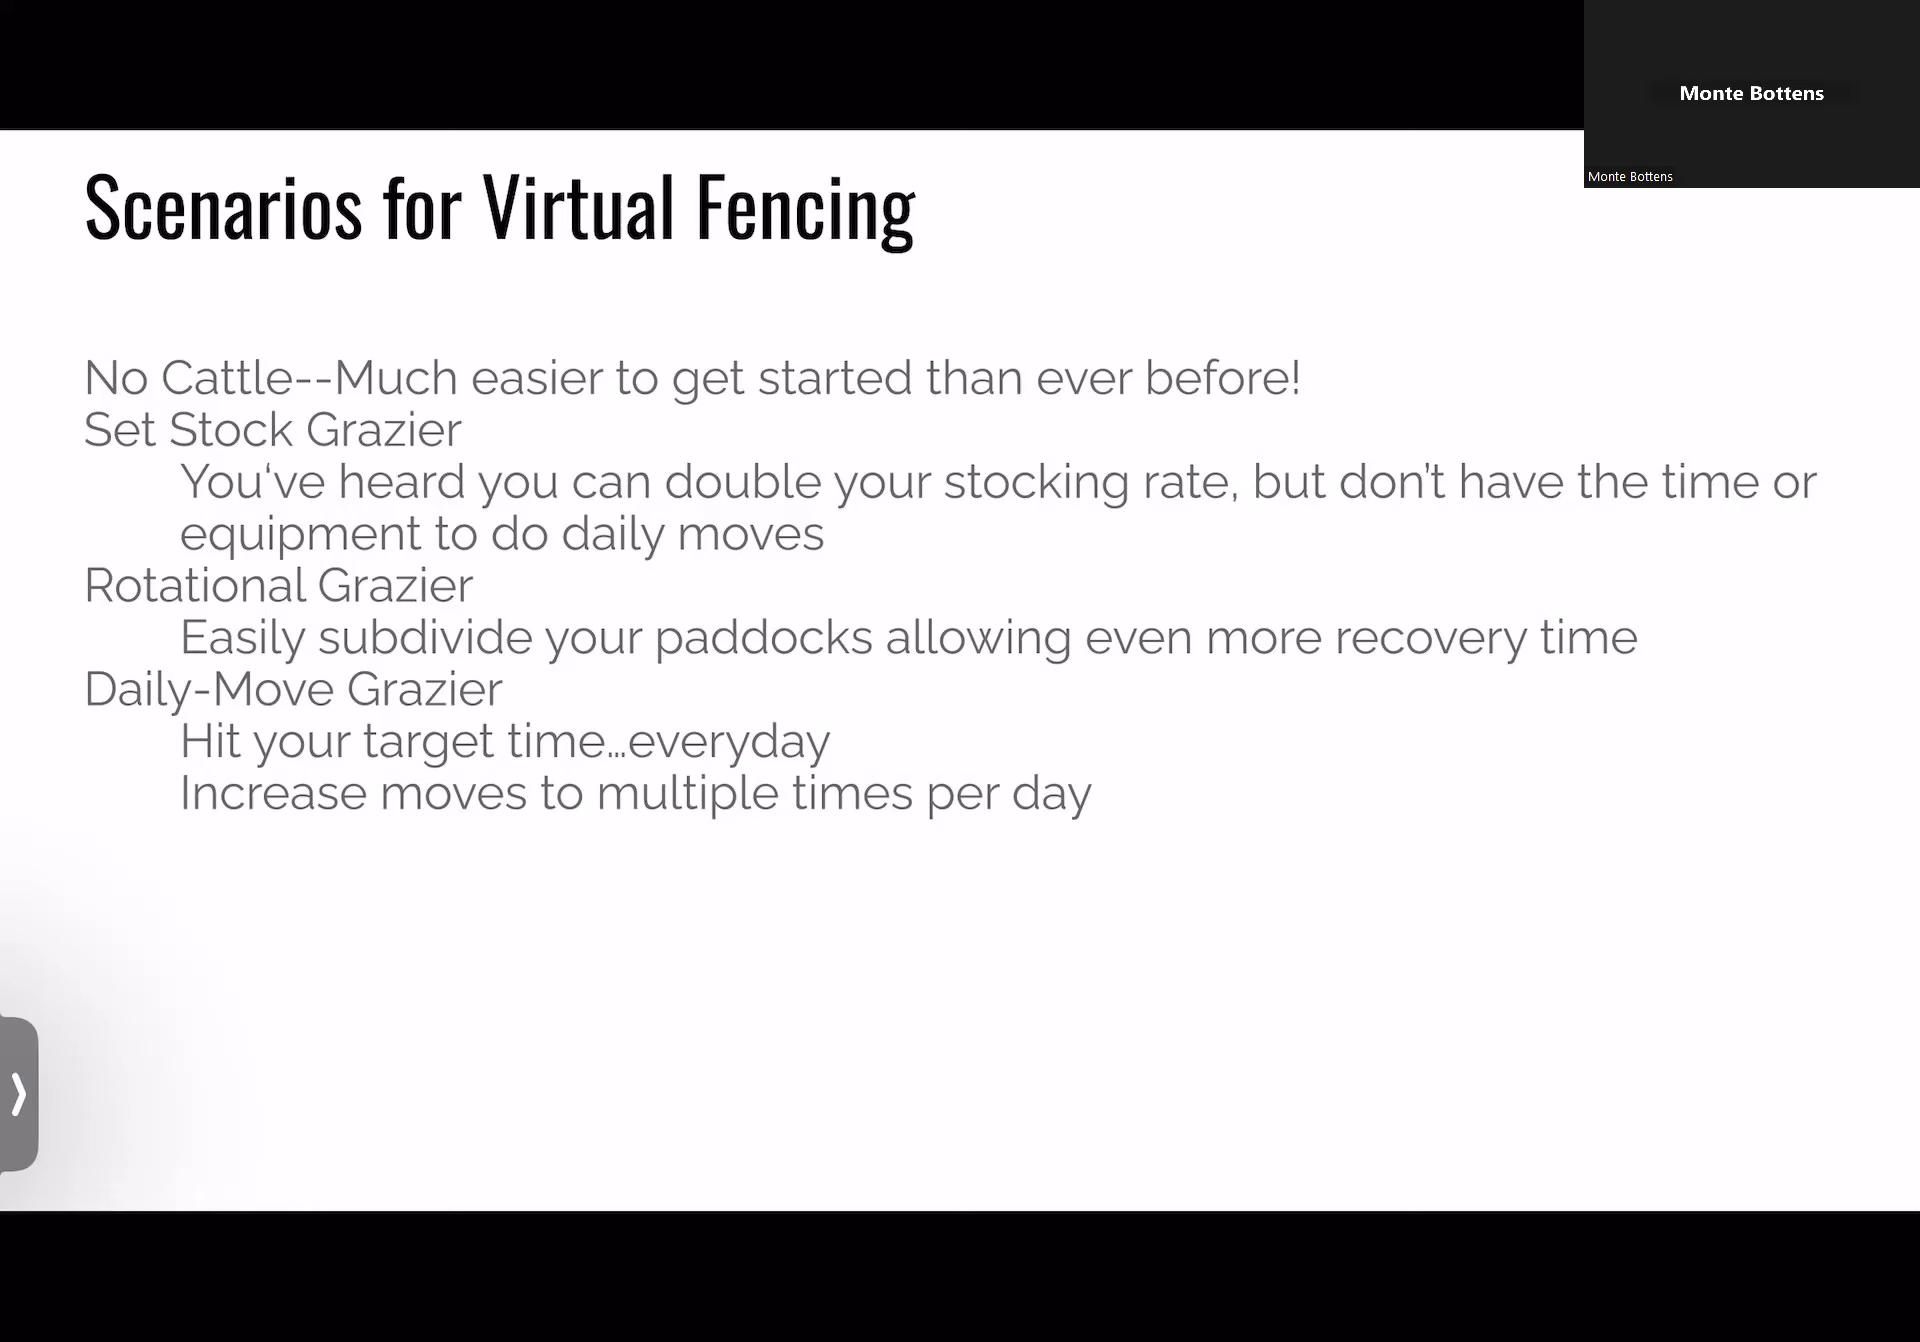 Monte Bottens
Monte Bottens
Scenarios for Virtual Fencing
No Cattle--Much easier to get started than ever before!
Set Stock Grazier
You‘ve heard you can double your stocking rate, but don’t have the time or
equipment to do daily moves
Rotational Grazier
Easily subdivide your paddocks allowing even more recovery time
Daily-Move Grazier
Hit your target time…everyday
Increase moves to multiple times per day